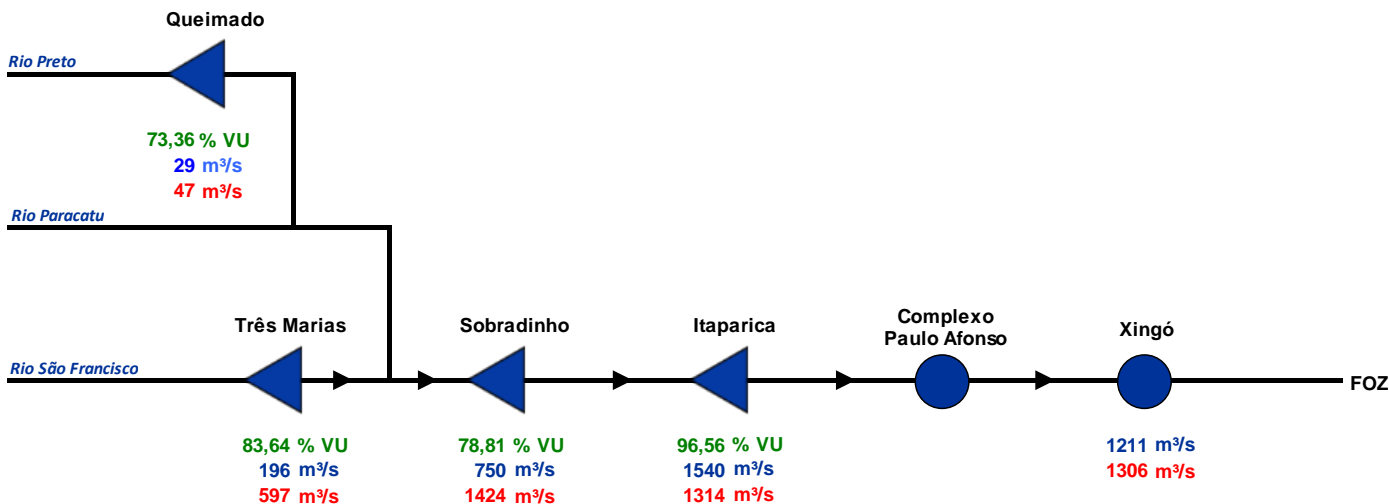 Queimado
Rio Preto
73,36 % VU
29 m³/s
47 m³/s
Rio Paracatu
Três Marias
Sobradinho
Itaparica
Complexo
Paulo Afonso
Xingó
Rio São Francisco
FOZ
83,64 % VU
196 m³/s
597 m³/s
78,81 % VU
750 m³/s
1424 m³/s
96,56 % VU
1540 m³/s
1314 m³/s
1211 m³/s
1306 m³/s